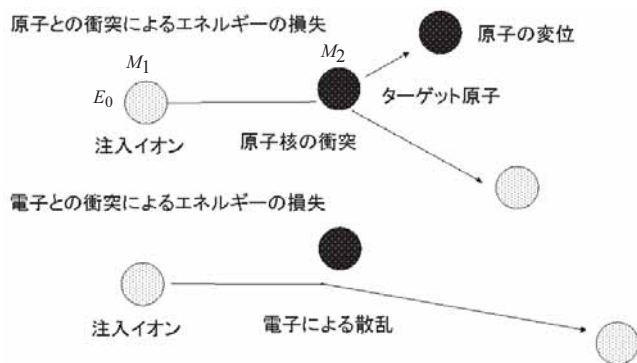 原子との衝突によるエネルギーの損失
原子の変位
M1
M2
E0
ターゲット原子
注入イオン
原子核の衝突
電子との衝突によるエネルギーの損失
注入イオン
電子による散乱